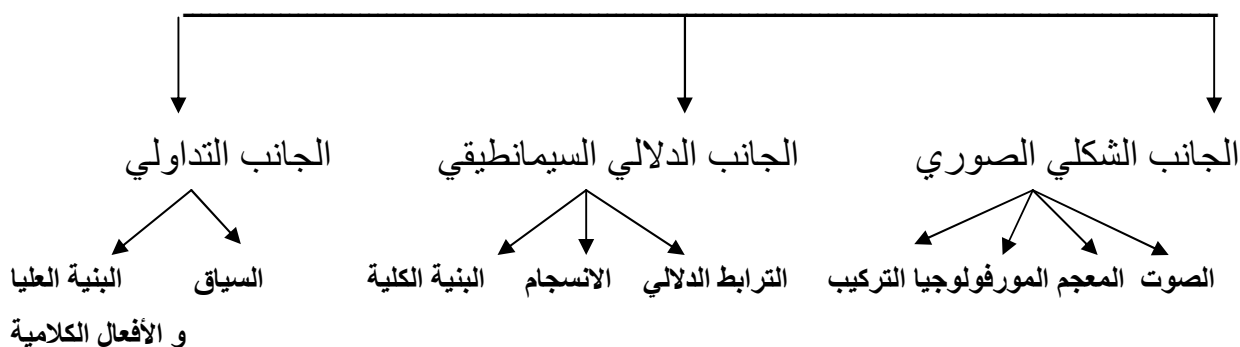 الجانب الشكلي الصوري الجانب الدلالي السيمانطيقي الجانب التداولي
الصوت المعجم المورفولوجيا التركيب الترابط الدلالي الانسجام البنية الكلية السياق البنية العليا
و الأفعال الكلامية